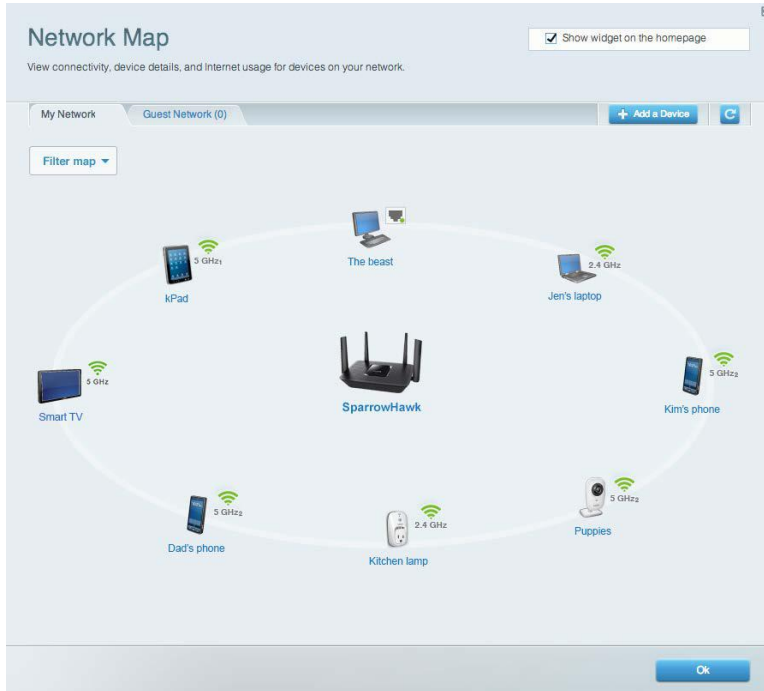 Network Map
Show widget on the homepage
View connectivity, device details, and Internet usage for devices on your network.
My Network
Guest Network (0)
+ Add a Device
Filter map
The beast
5 GHz1
kPad
2.4 GHz
Jen's laptop
5 GHz
Smart TV
SparrowHawk
5 GHz2
Kim's phone
5 GHz2
Dad's phone
2.4 GHz
Kitchen lamp
5 GHz2
Puppies
Ok